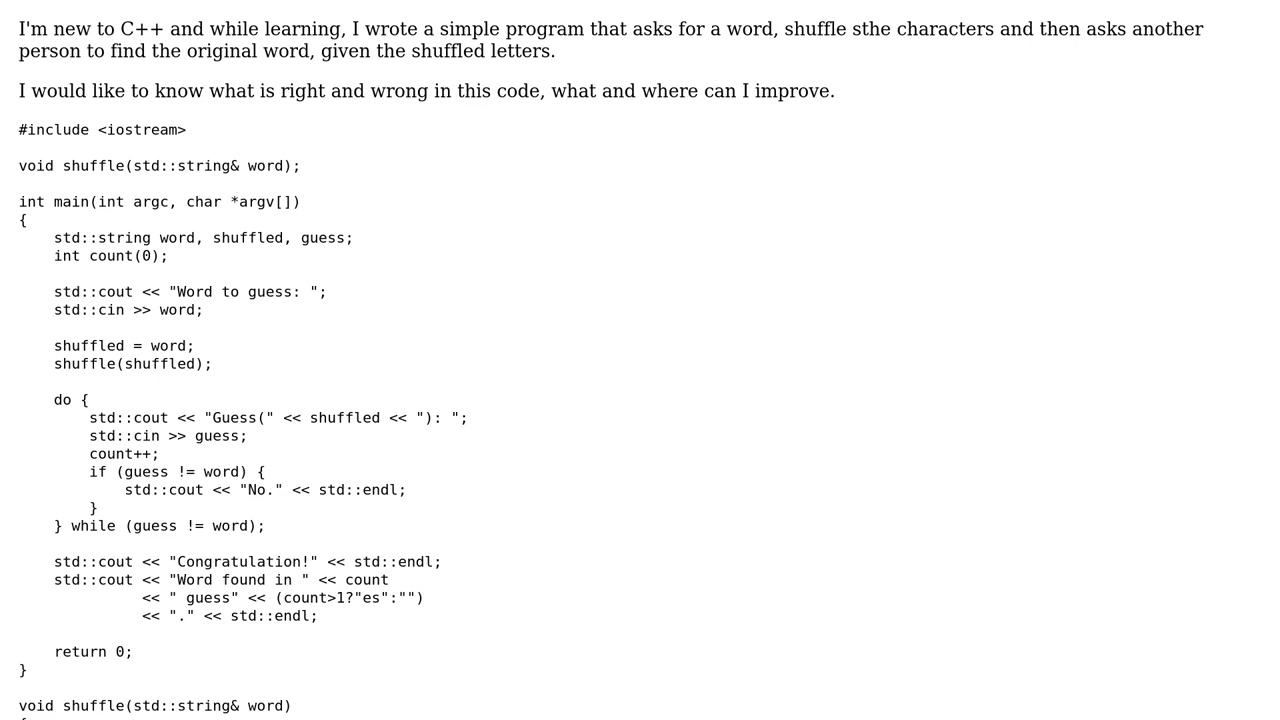 I'm new to C++ and while learning, I wrote a simple program that asks for a word, shuffle sthe characters and then asks another
person to find the original word, given the shuffled letters.
I would like to know what is right and wrong in this code, what and where can I improve.
#include <iostream>
void shuffle(std::string& word);
int main(int argc, char *argv[])
{
    std::string word, shuffled, guess;
    int count(0);
    std::cout << "Word to guess: ";
    std::cin >> word;
    shuffled = word;
    shuffle(shuffled);
    do {
        std::cout << "Guess(" << shuffled << "): ";
        std::cin >> guess;
        count++;
        if (guess != word) {
            std::cout << "No." << std::endl;
        }
    } while (guess != word);
    std::cout << "Congratulation!" << std::endl;
    std::cout << "Word found in " << count
              << " guess" << (count>1?"es":"")
              << "." << std::endl;
    return 0;
}
void shuffle(std::string& word)